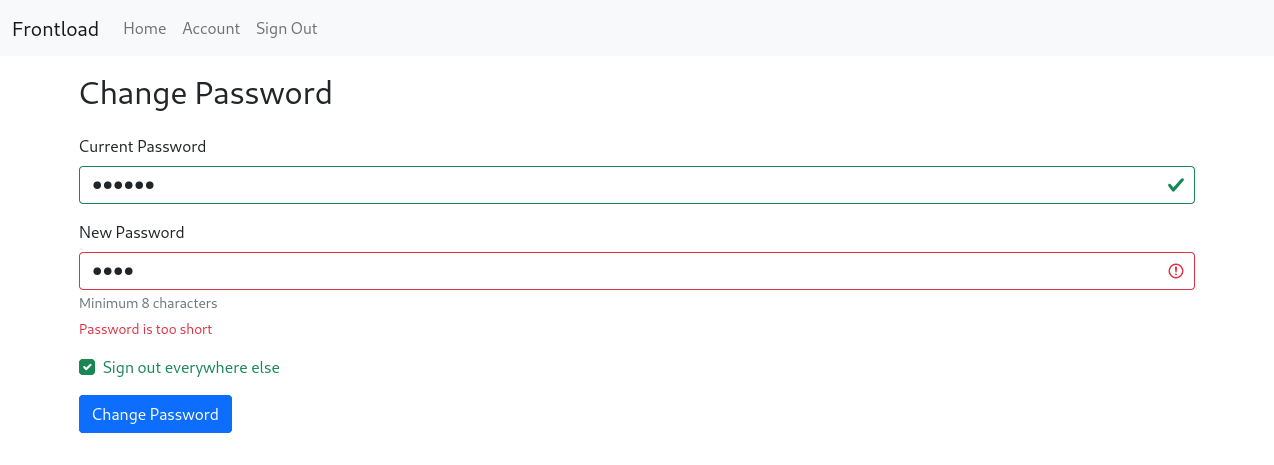 Frontload Home Account Sign Out
Change Password
Current Password
●●●●●●
New Password
●●●●
Minimum 8 characters
Password is too short
Sign out everywhere else
Change Password